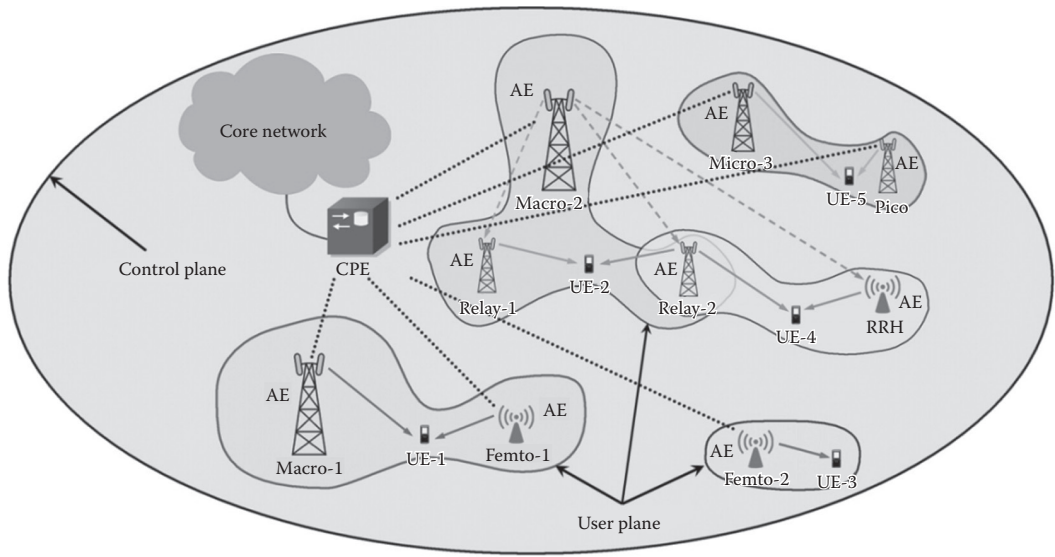 AE
AE
Core network
AE
Micro-3
AE
Macro-2
UE-5
Pico
Control plane
CPE
AE
UE-2
AE
Relay-1
Relay-2
AE
RRH
UE-4
AE
AE
Macro-1
UE-1
Femto-1
AE
Femto-2
UE-3
User plane